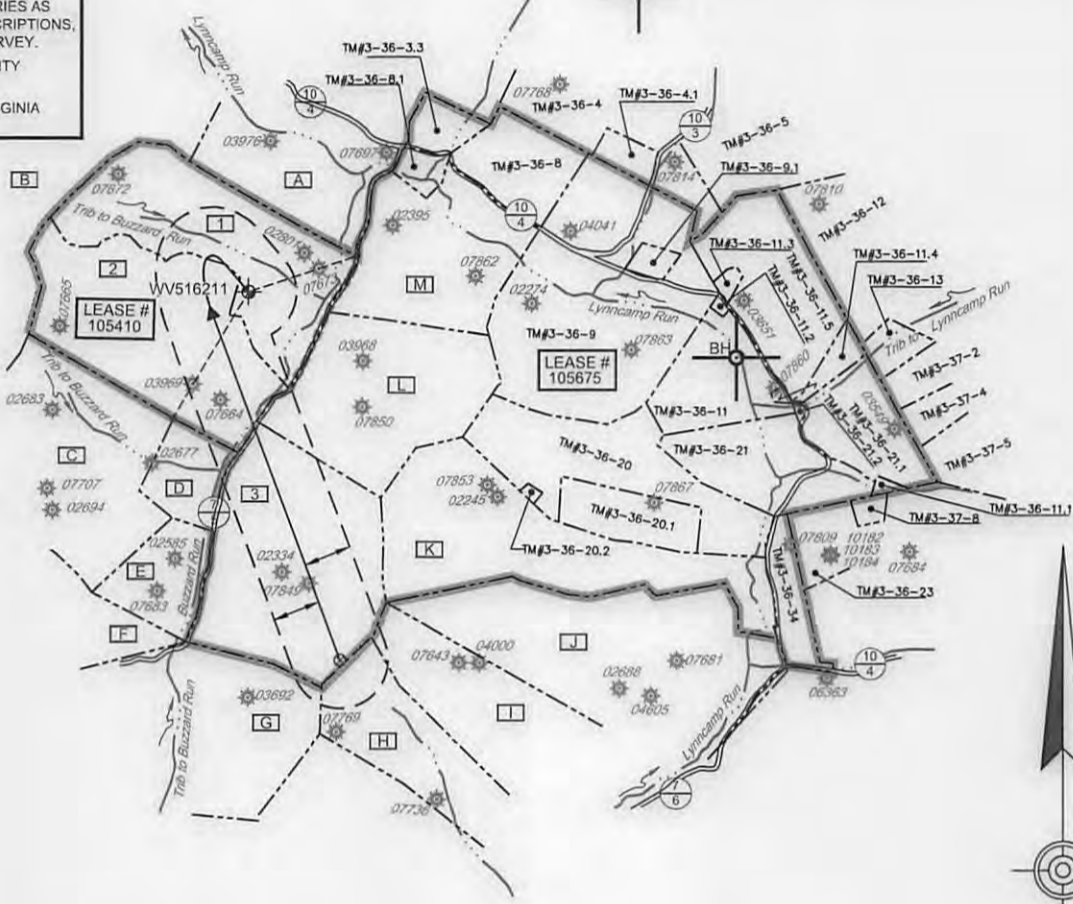 RIES AS
CRIPTIONS,
RVEY.
ITY
GINIA
Lynncamp Run
TM#3-36-3.3
TM#3-36-8.1
10
4
07768
TM#3-36-4
TM#3-36-4.1
10
3
TM#3-36-5
03976
07697
TM#3-36-8
07814
TM#3-36-9.1
B
A
07872
07810
TM#3-36-12
Trib to Buzzard Run
1
02395
10
4
04041
TM#3-36-11.3
TM#3-36-11.4
TM#3-36-13
02801
2
07862
TM#3-36-11.2
TM#3-36-11.5
WV516211
M
02274
Lynncamp Run
03651
Trib to Lynncamp Run
LEASE #
105410
07665
TM#3-36-9
07863
BH
TM#3-37-2
03968
LEASE #
105675
07860
TM#3-37-4
Trib to Buzzard Run
03969
L
02683
07664
07850
TM#3-36-11
03549
TM#3-36-21.1
TM#3-36-21.2
TM#3-37-5
C
02677
TM#3-36-20
TM#3-36-21
07707
D
3
07853
02245
07867
TM#3-36-11.1
02694
7
TM#3-36-20.1
TM#3-37-8
02585
K
TM#3-36-20.2
07809
10182
10183
10184
07684
E
02334
07683
07849
Buzzard Run
TM#3-36-34
TM#3-36-23
F
J
07643
04000
07681
10
4
02688
04605
06363
03692
G
I
Lynncamp Run
07769
H
Trib to Buzzard Run
7
6
07736